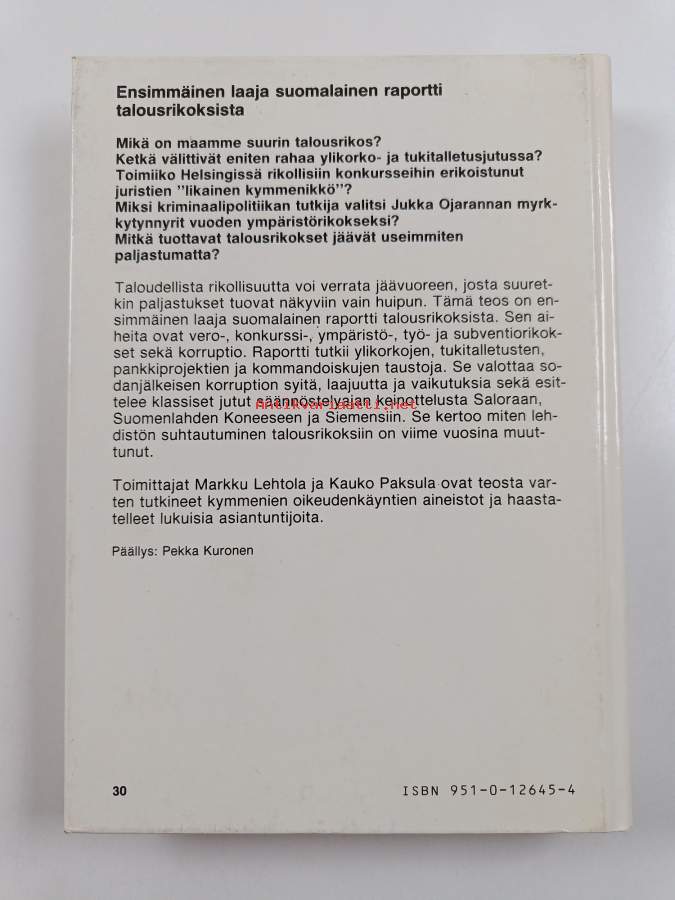 Ensimmäinen laaja suomalainen raportti
talousrikoksista
Mikä on maamme suurin talousrikos?
Ketkä välittivät eniten rahaa ylikorko- ja tukitalletusjutussa?
Toimiiko Helsingissä rikollisiin konkursseihin erikoistunut
juristien "likainen kymmenikkö"?
Miksi kriminaalipolitiikan tutkija valitsi Jukka Ojarannan myrk-
kytynnyrit vuoden ympäristörikokseksi?
Mitkä tuottavat talousrikokset jäävät useimmiten
paljastumatta?
Taloudellista rikollisuutta voi verrata jäävuoreen, josta suuret-
kin paljastukset tuovat näkyviin vain huipun. Tämä teos on en-
simmäinen laaja suomalainen raportti talousrikoksista. Sen ai-
heita ovat vero-, konkurssi-, ympäristö-, työ- ja subventiorikok-
set sekä korruptio. Raportti tutkii ylikorkojen, tukitalletusten,
pankkiprojektien ja kommandoiskujen taustoja. Se valottaa so-
danjälkeisen korruption syitä, laajuutta ja vaikutuksia sekä esit-
telee klassiset jutut säännöstelyajan keinottelusta Saloraan,
Antikvariaatti.net
Suomenlahden Koneeseen ja Siemensiin. Se kertoo miten leh-
distön suhtautuminen talousrikoksiin on viime vuosina muut-
tunut.
Toimittajat Markku Lehtola ja Kauko Paksula ovat teosta var-
ten tutkineet kymmenien oikeudenkäyntien aineistot ja haasta-
telleet lukuisia asiantuntijoita.
Päällys: Pekka Kuronen
30
ISBN 951-0-12645-4